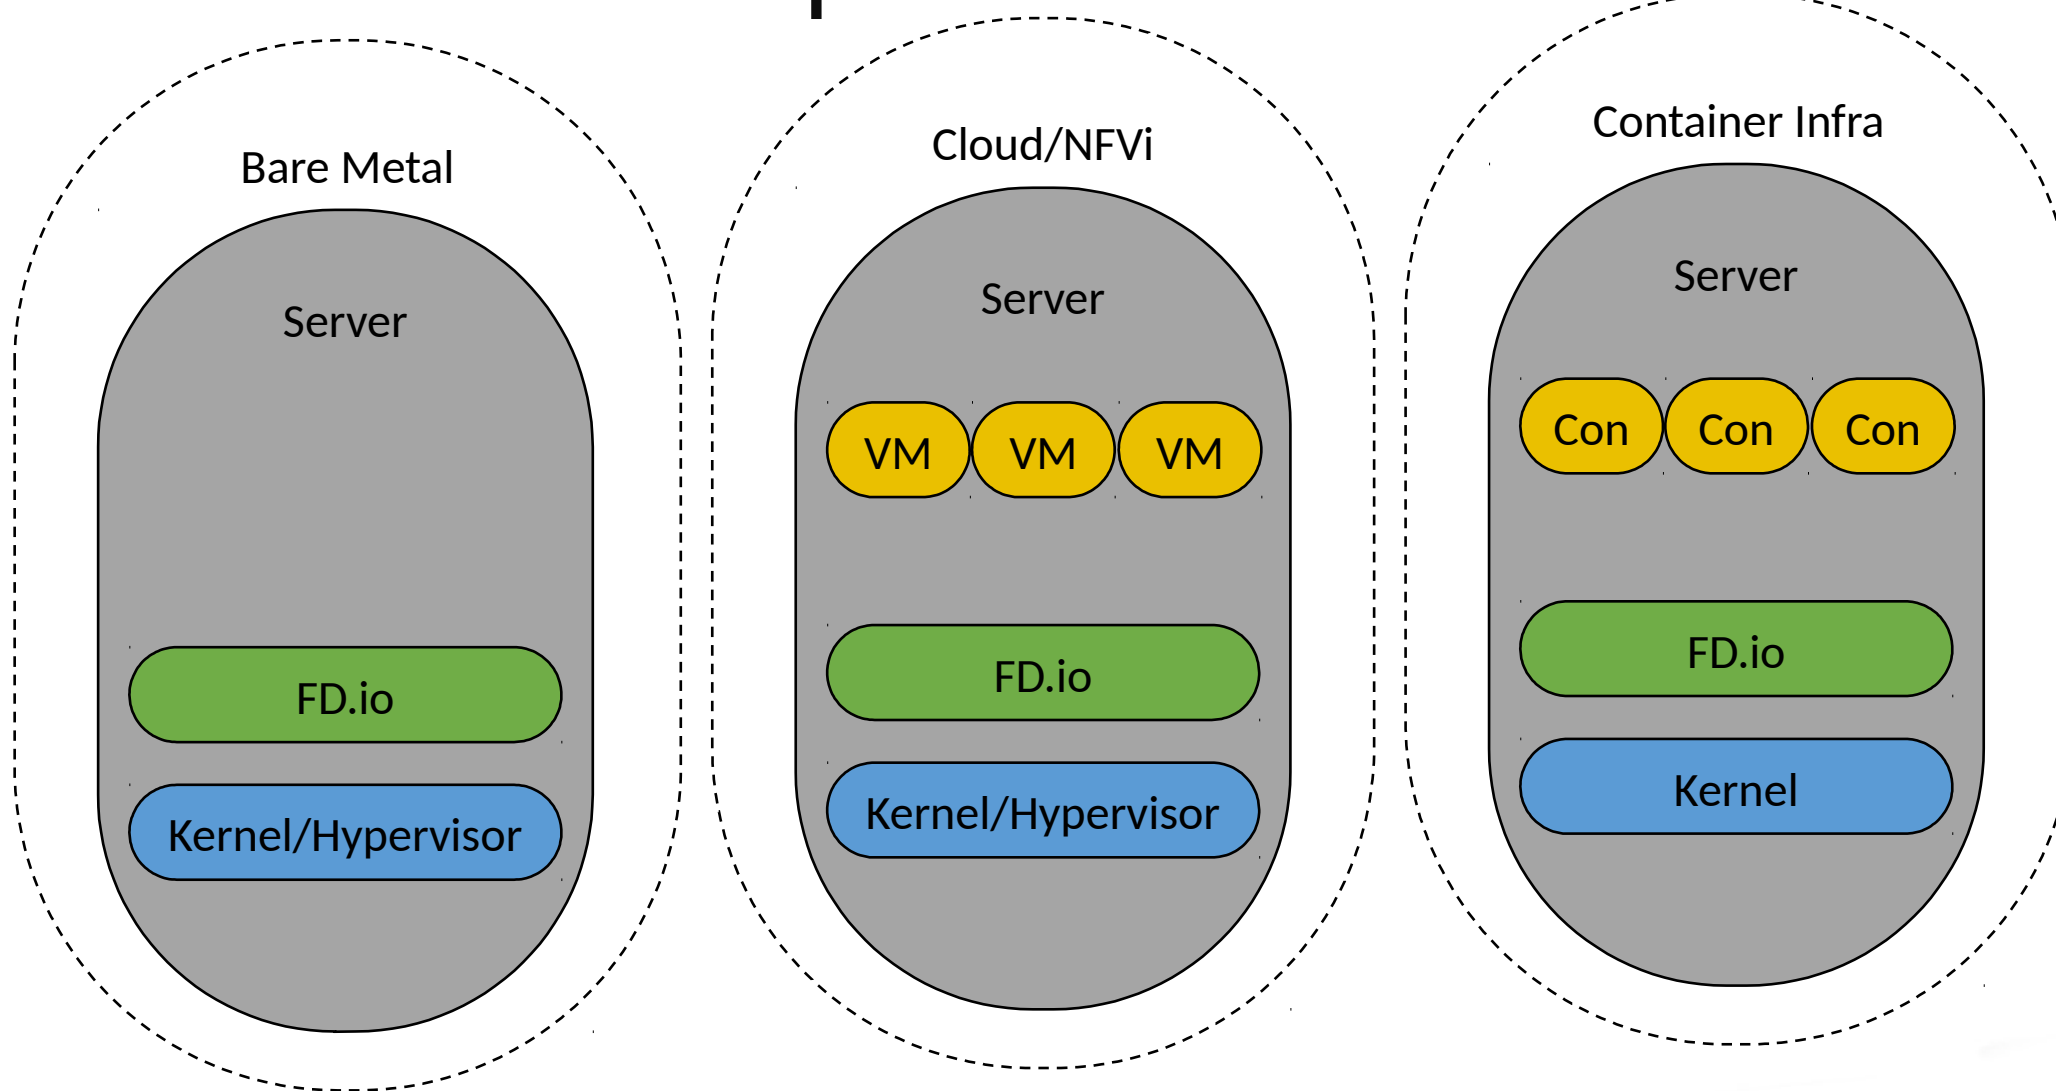 Bare Metal
Server
FD.io
Kernel/Hypervisor
Cloud/NFVi
Server
VM VM VM
FD.io
Kernel/Hypervisor
Container Infra
Server
Con Con Con
FD.io
Kernel